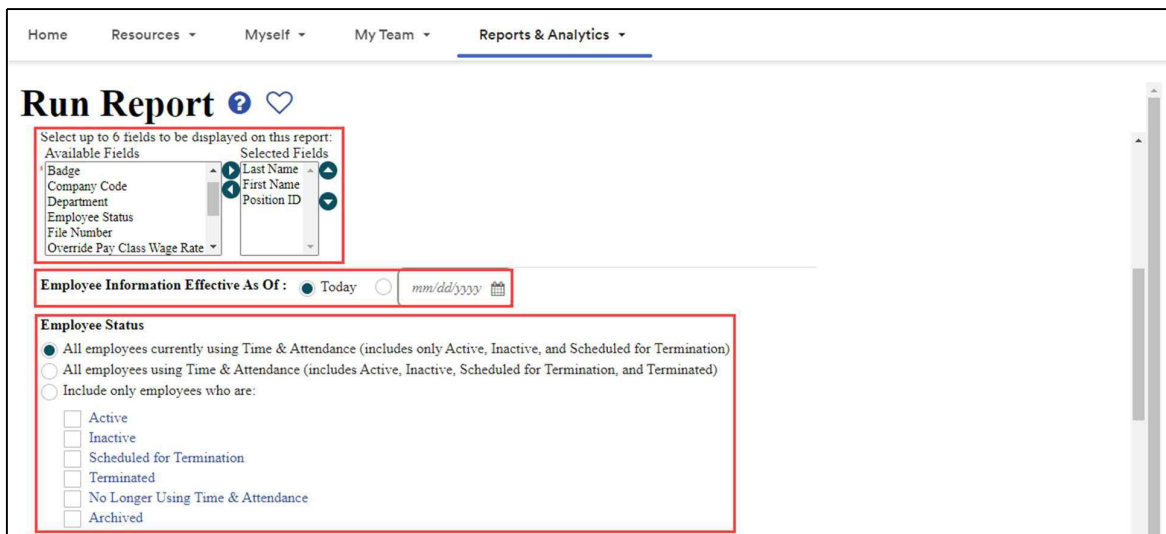 Home Resources Myself My Team Reports & Analytics
Run Report ?
Select up to 6 fields to be displayed on this report:
Available Fields Selected Fields
Badge Last Name
Company Code First Name
Department Position ID
Employee Status
File Number
Override Pay Class Wage Rate
Employee Information Effective As Of : Today mm/dd/yyyy
Employee Status
All employees currently using Time & Attendance (includes only Active, Inactive, and Scheduled for Termination)
All employees using Time & Attendance (includes Active, Inactive, Scheduled for Termination, and Terminated)
Include only employees who are:
Active
Inactive
Scheduled for Termination
Terminated
No Longer Using Time & Attendance
Archived